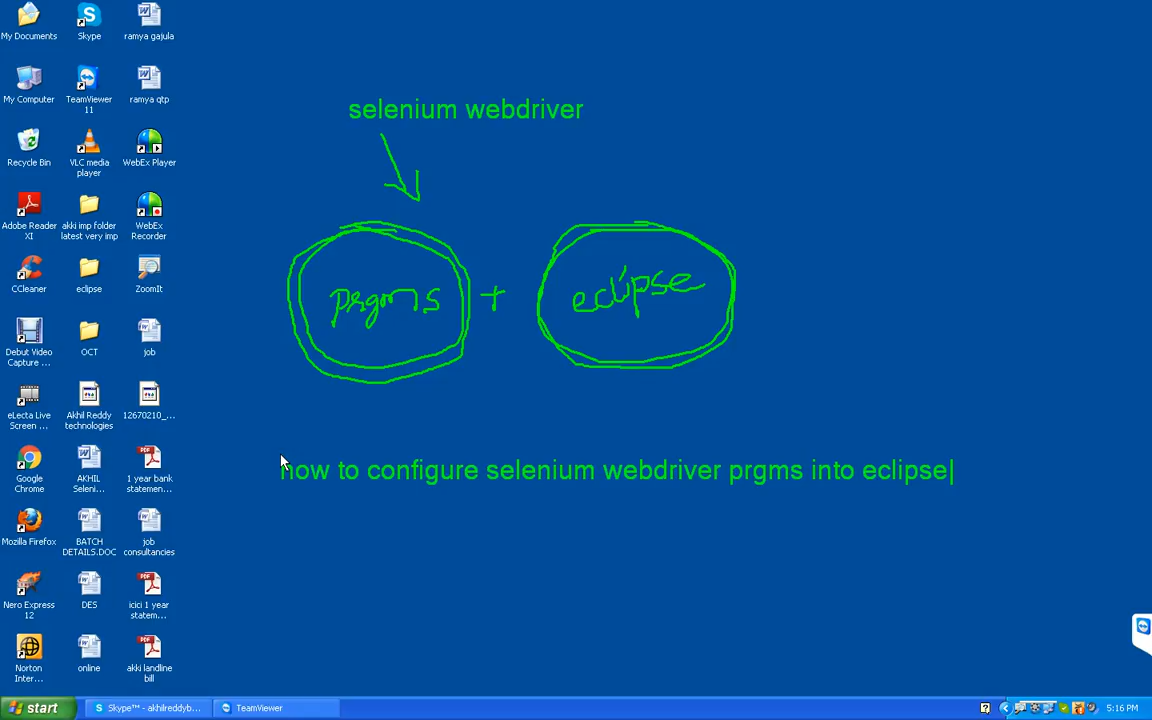 My Documents
Skype
ramya gajula
My Computer
TeamViewer
11
ramya qtp
Recycle Bin
VLC media
player
WebEx Player
Adobe Reader
XI
akki imp folder
latest very imp
WebEx
Recorder
CCleaner
eclipse
ZoomIt
Debut Video
Capture ...
OCT
job
eLecta Live
Screen ...
Akhil Reddy
technologies
12670210_...
Google
Chrome
AKHIL
Seleni...
1 year bank
statemen...
Mozilla Firefox
BATCH
DETAILS.DOC
job
consultancies
Nero Express
12
DES
icici 1 year
statem...
Norton
Inter...
online
akki landline
bill
selenium webdriver
prgms + eclipse
how to configure selenium webdriver prgms into eclipse
start
Skype™ - akhilreddyb...
TeamViewer
5:16 PM